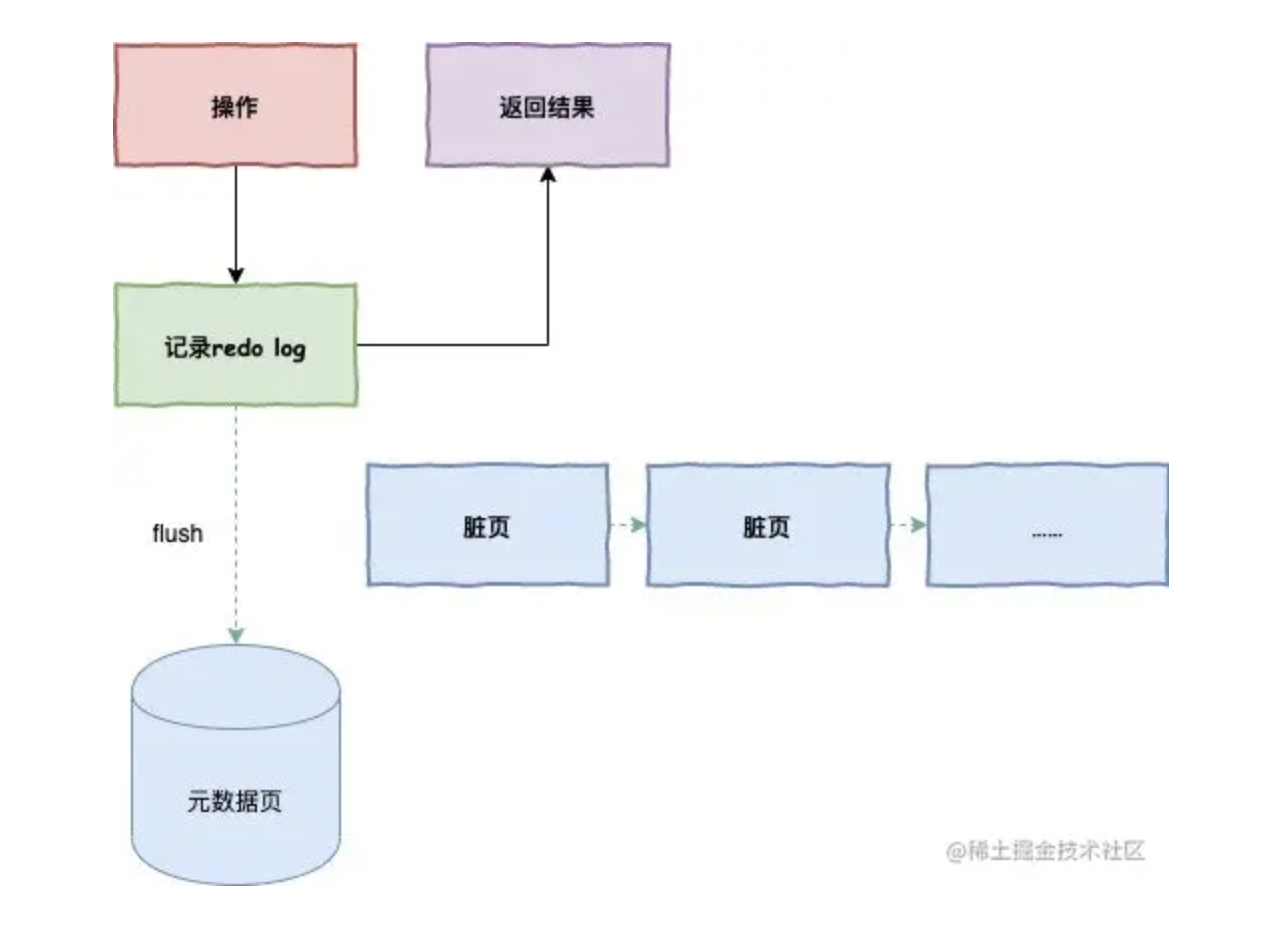 操作
返回结果
记录redo log
脏页
脏页
……
flush
元数据页
@稀土掘金技术社区